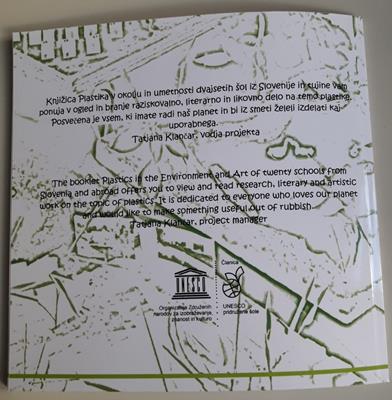 Knjižica Plastika v okolju in umetnosti dvajsetih šol iz Slovenije in tujine vam
ponuja v ogled in branje raziskovalno, literarno in likovno delo na temo plastike.
Posvečena je vsem, ki imate radi naš planet in bi iz smeti želeli izdelati kaj
uporabnega.
Tatjana Klančar, vodja projekta
The booklet Plastics in the Environment and Art of twenty schools from
Slovenia and abroad offers you to view and read research, literary and artistic
work on the topic of plastics. It is dedicated to everyone who loves our planet
and would like to make something useful out of rubbish.
Tatjana Klančar, project manager
UNESCO
Organizacija Združenih
narodov za izobraževanje,
znanost in kulturo
Članica
UNESCO
pridružene šole